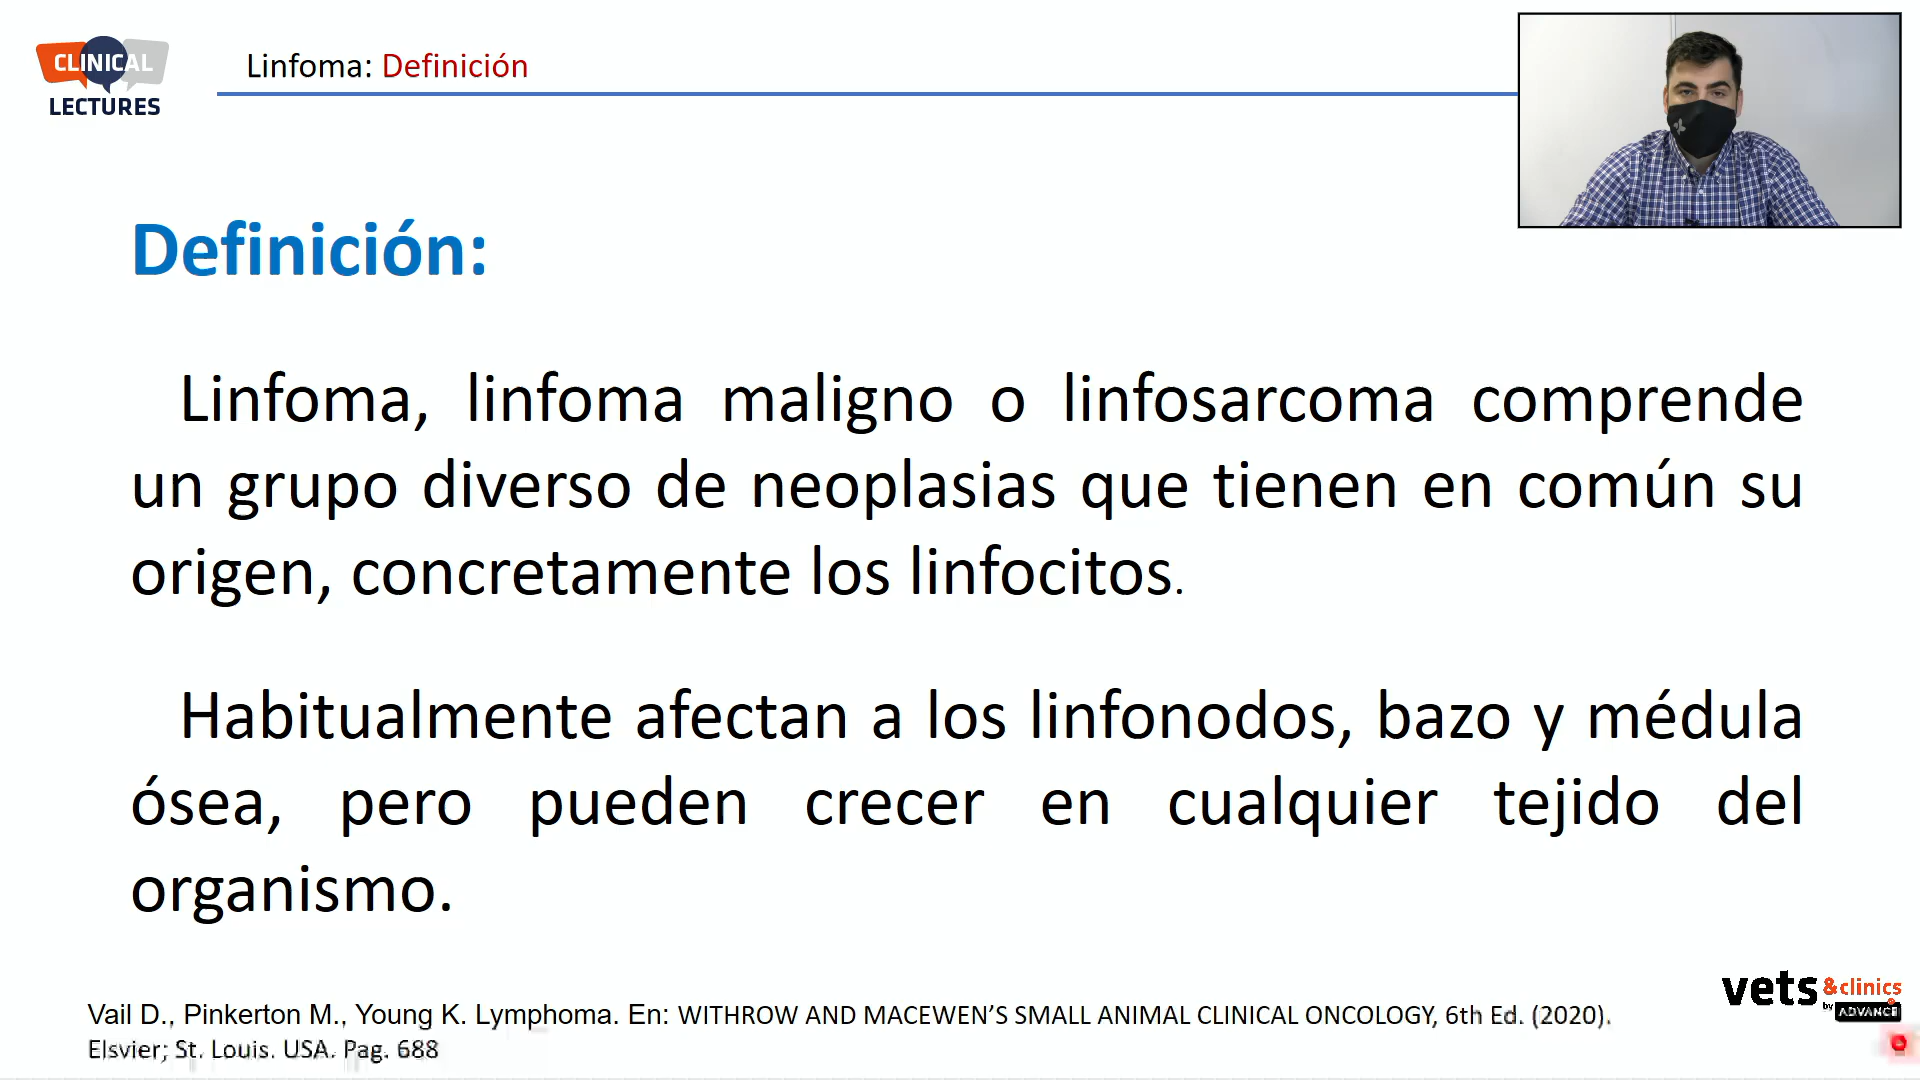 CLINICAL
LECTURES
Linfoma: Definición
Definición:
Linfoma, linfoma maligno o linfosarcoma comprende
un grupo diverso de neoplasias que tienen en común su
origen, concretamente los linfocitos.
Habitualmente afectan a los linfonodos, bazo y médula
ósea, pero pueden crecer en cualquier tejido del
organismo.
vets &clinics
by ADVANCE
Vail D., Pinkerton M., Young K. Lymphoma. En: WITHROW AND MACEWEN'S SMALL ANIMAL CLINICAL ONCOLOGY, 6th Ed. (2020).
Elsvier; St. Louis. USA. Pag. 688